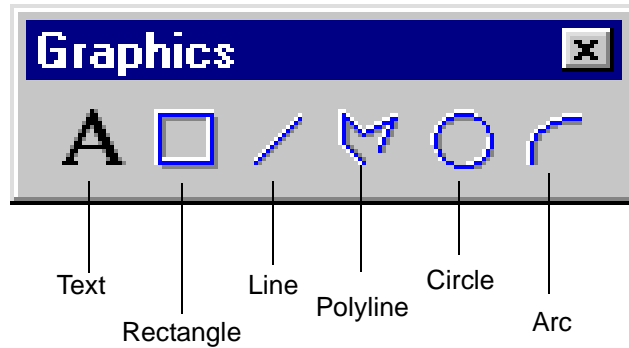 Graphics
A
Text
Rectangle
Line
Polyline
Circle
Arc